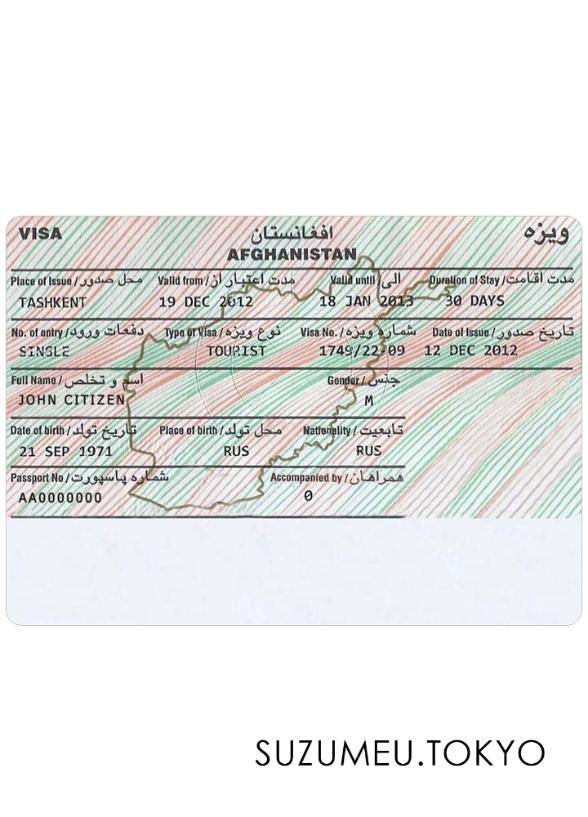 VISA افغانستان ویزه
AFGHANISTAN
Place of Issue / محل صدور Valid from / مدت اعتبار از Valid until / الی Duration of Stay / مدت اقامت
TASHKENT 19 DEC 2012 18 JAN 2013 30 DAYS
No. of entry / دفعات ورود Type of Visa / نوع ویزه Visa No. / شماره ویزه Date of Issue / تاریخ صدور
SINGLE TOURIST 1749/22-09 12 DEC 2012
Full Name / اسم و تخلص Gender / جنس
JOHN CITIZEN M
Date of birth / تاریخ تولد Place of birth / محل تولد Nationality / تابعیت
21 SEP 1971 RUS RUS
Passport No / شماره پاسپورت Accompanied by / همراهان
AA0000000 0
SUZUMEU.TOKYO